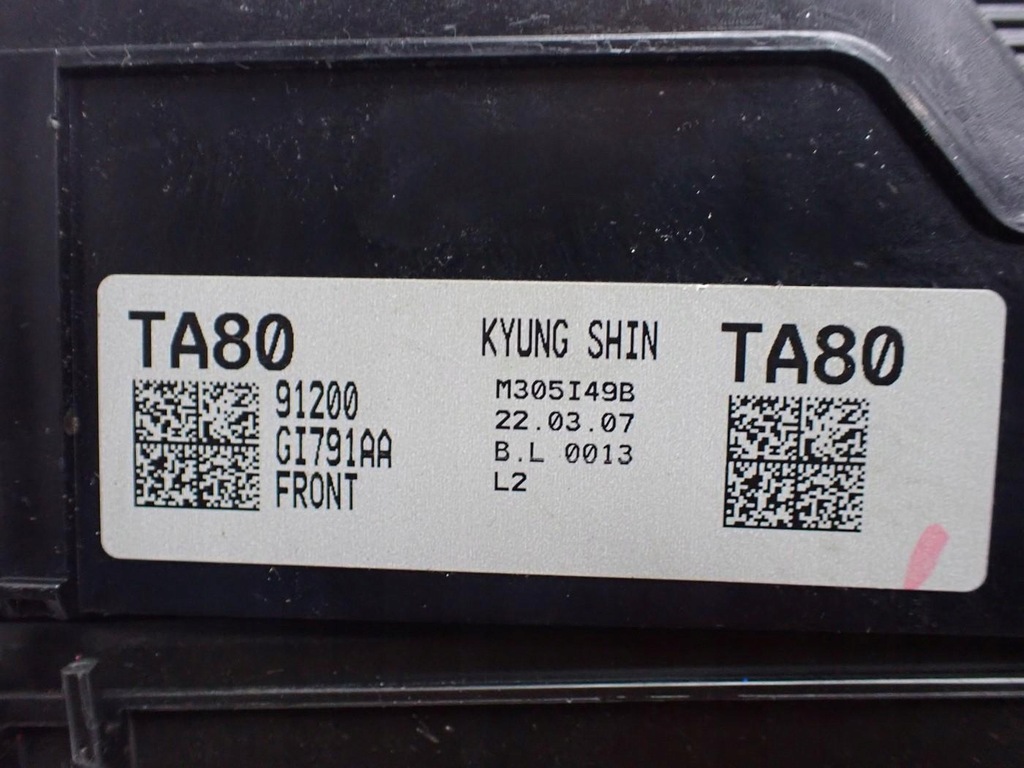 TA80
91200
GI791AA
FRONT
KYUNG SHIN
M305I49B
22.03.07
B.L 0013
L2
TA80